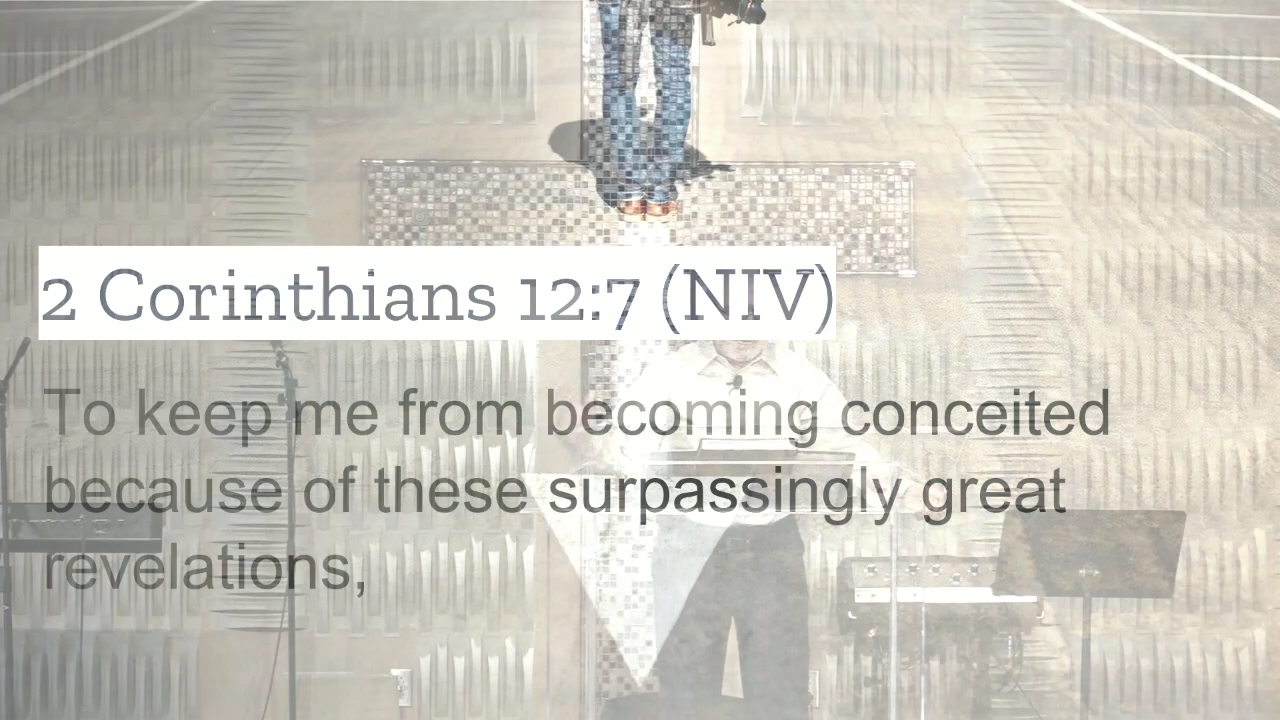 2 Corinthians 12:7 (NIV)
To keep me from becoming conceited
because of these surpassingly great
revelations,